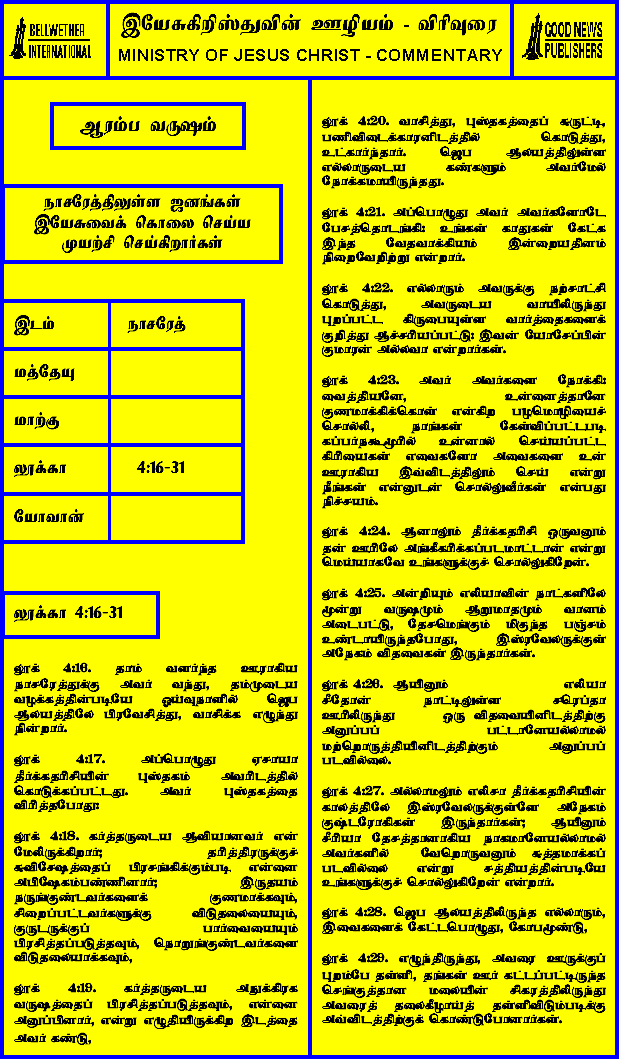 BELLWETHER
INTERNATIONAL
இயேசுகிறிஸ்துவின் ஊழியம் - விரிவுரை
MINISTRY OF JESUS CHRIST - COMMENTARY
GOOD NEWS
PUBLISHERS
ஆரம்ப வருஷம்
நாசரேத்திலுள்ள ஜனங்கள்
இயேசுவைக் கொலை செய்ய
முயற்சி செய்கிறார்கள்
இடம் நாசரேத்
மத்தேயு
மாற்கு
லூக்கா 4:16-31
யோவான்
லூக்கா 4:16-31
லூக் 4:16. தாம் வளர்ந்த ஊராகிய
நாசரேத்துக்கு அவர் வந்து, தம்முடைய
வழக்கத்தின்படியே ஓய்வுநாளில் ஜெப
ஆலயத்திலே பிரவேசித்து, வாசிக்க எழுந்து
நின்றார்.
லூக் 4:17. அப்பொழுது ஏசாயா
தீர்க்கதரிசியின் புஸ்தகம் அவரிடத்தில்
கொடுக்கப்பட்டது. அவர் புஸ்தகத்தை
விரித்தபோது:
லூக் 4:18. கர்த்தருடைய ஆவியானவர் என்
மேலிருக்கிறார்; தரித்திரருக்குச்
சுவிசேஷத்தைப் பிரசங்கிக்கும்படி என்னை
அபிஷேகம்பண்ணினார்; இருதயம்
நருங்குண்டவர்களைக் குணமாக்கவும்,
சிறைப்பட்டவர்களுக்கு விடுதலையையும்,
குருடருக்குப் பார்வையையும்
பிரசித்தப்படுத்தவும், நொறுங்குண்டவர்களை
விடுதலையாக்கவும்,
லூக் 4:19. கர்த்தருடைய அநுக்கிரக
வருஷத்தைப் பிரசித்தப்படுத்தவும், என்னை
அனுப்பினார், என்று எழுதியிருக்கிற இடத்தை
அவர் கண்டு,
லூக் 4:20. வாசித்து, புஸ்தகத்தைப் சுருட்டி,
பணிவிடைக்காரனிடத்தில் கொடுத்து,
உட்கார்ந்தார். ஜெப ஆலயத்திலுள்ள
எல்லாருடைய கண்களும் அவர்மேல்
நோக்கமாயிருந்தது.
லூக் 4:21. அப்பொழுது அவர் அவர்களோடே
பேசத்தொடங்கி: உங்கள் காதுகள் கேட்க
இந்த வேதவாக்கியம் இன்றையதினம்
நிறைவேறிற்று என்றார்.
லூக் 4:22. எல்லாரும் அவருக்கு நற்சாட்சி
கொடுத்து, அவருடைய வாயிலிருந்து
புறப்பட்ட கிருபையுள்ள வார்த்தைகளைக்
குறித்து ஆச்சரியப்பட்டு: இவன் யோசேப்பின்
குமாரன் அல்லவா என்றார்கள்.
லூக் 4:23. அவர் அவர்களை நோக்கி:
வைத்தியனே, உன்னைத்தானே
குணமாக்கிக்கொள் என்கிற பழமொழியைச்
சொல்லி, நாங்கள் கேள்விப்பட்டபடி
கப்பர்நகூமூரில் உன்னால் செய்யப்பட்ட
கிரியைகள் எவைகளோ அவைகளை உன்
ஊராகிய இவ்விடத்திலும் செய் என்று
நீங்கள் என்னுடன் சொல்லுவீர்கள் என்பது
நிச்சயம்.
லூக் 4:24. ஆனாலும் தீர்க்கதரிசி ஒருவனும்
தன் ஊரிலே அங்கீகரிக்கப்படமாட்டான் என்று
மெய்யாகவே உங்களுக்குச் சொல்லுகிறேன்.
லூக் 4:25. அன்றியும் எலியாவின் நாட்களிலே
மூன்று வருஷமும் ஆறுமாதமும் வானம்
அடைபட்டு, தேசமெங்கும் மிகுந்த பஞ்சம்
உண்டாயிருந்தபோது, இஸ்ரவேலருக்குள்
அநேகம் விதவைகள் இருந்தார்கள்.
லூக் 4:26. ஆயினும் எலியா
சீதோன் நாட்டிலுள்ள சரெப்தா
ஊரிலிருந்து ஒரு விதவையினிடத்திற்கு
அனுப்பப் பட்டானேயல்லாமல்
மற்றொருத்தியினிடத்திற்கும் அனுப்பப்
படவில்லை.
லூக் 4:27. அல்லாமலும் எலிசா தீர்க்கதரிசியின்
காலத்திலே இஸ்ரவேலருக்குள்ளே அநேகம்
குஷ்டரோகிகள் இருந்தார்கள்; ஆயினும்
சீரியா தேசத்தானாகிய நாகமானேயல்லாமல்
அவர்களில் வேறொருவனும் சுத்தமாக்கப்
படவில்லை என்று சத்தியத்தின்படியே
உங்களுக்குச் சொல்லுகிறேன் என்றார்.
லூக் 4:28. ஜெப ஆலயத்திலிருந்த எல்லாரும்,
இவைகளைக் கேட்டபொழுது, கோபமூண்டு,
லூக் 4:29. எழுந்திருந்து, அவரை ஊருக்குப்
புறம்பே தள்ளி, தங்கள் ஊர் கட்டப்பட்டிருந்த
செங்குத்தான மலையின் சிகரத்திலிருந்து
அவரைத் தலைகீழாய்த் தள்ளிவிடும்படிக்கு
அவ்விடத்திற்குக் கொண்டுபோனார்கள்.